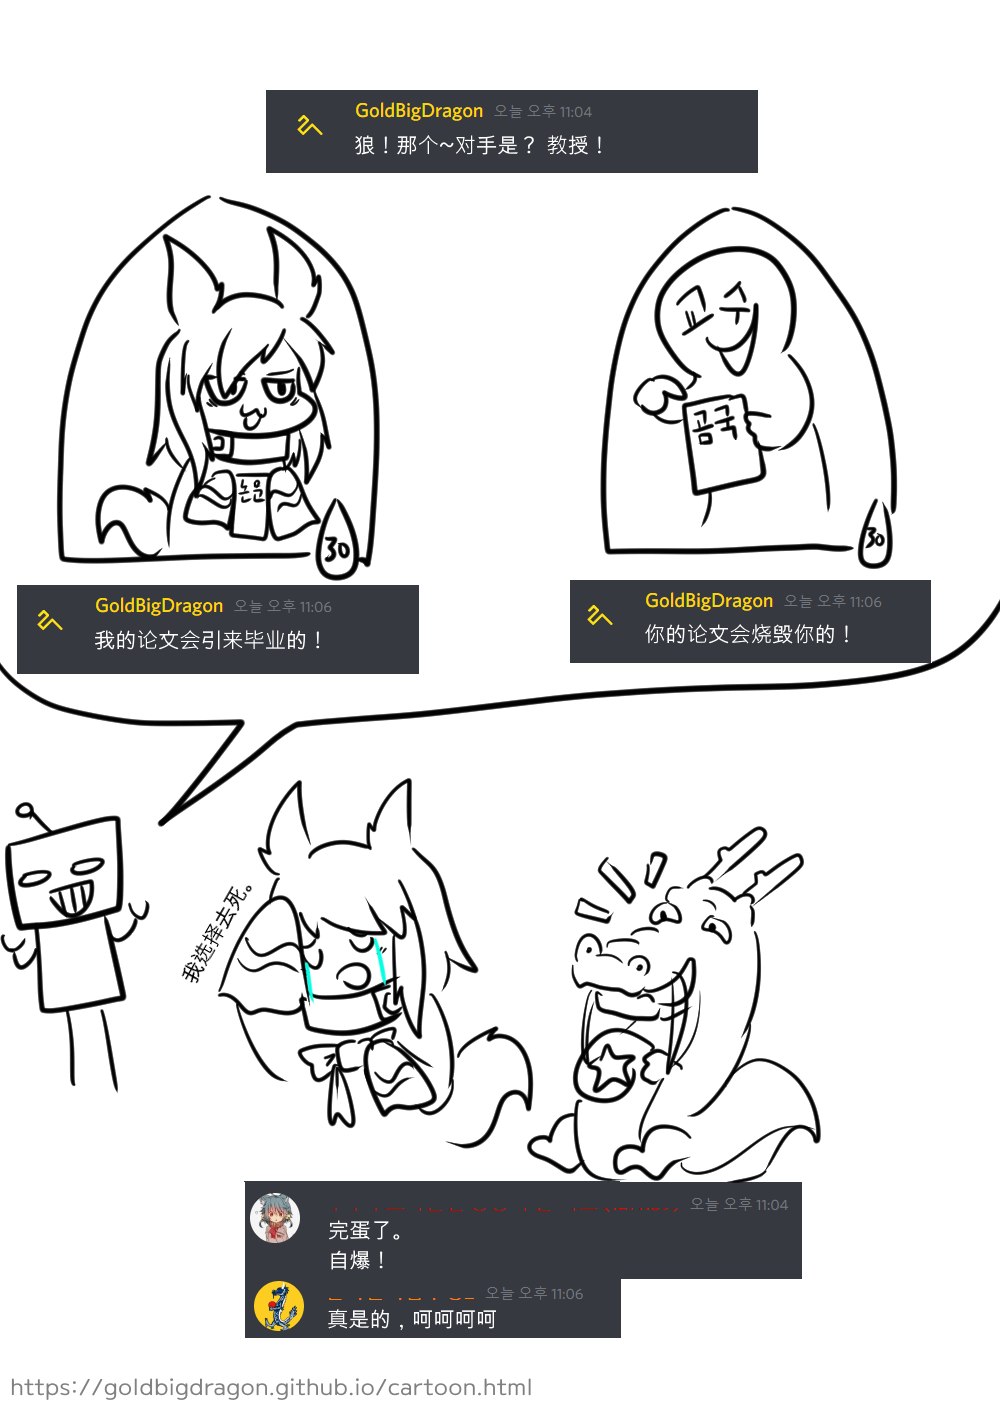 GoldBigDragon 오늘 오후 11:04
狼！那个~对手是？ 教授！
교수
논문
곰국
30
30
GoldBigDragon 오늘 오후 11:06
我的论文会引来毕业的！
GoldBigDragon 오늘 오후 11:06
你的论文会烧毁你的！
我选择去死。
오늘 오후 11:04
完蛋了。
自爆！
오늘 오후 11:06
真是的，呵呵呵呵
https://goldbigdragon.github.io/cartoon.html